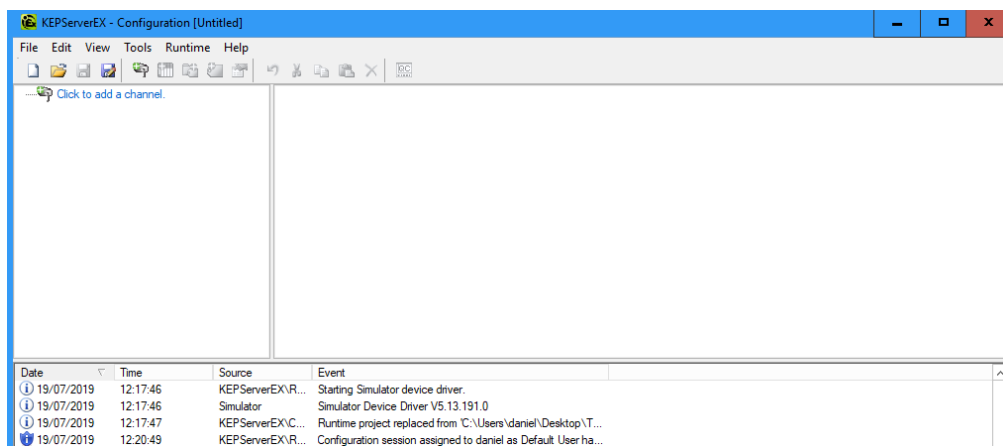 KEPServerEX - Configuration [Untitled]
File Edit View Tools Runtime Help
Click to add a channel.
Date Time Source Event
19/07/2019 12:17:46 KEPServerEX\R... Starting Simulator device driver.
19/07/2019 12:17:46 Simulator Simulator Device Driver V5.13.191.0
19/07/2019 12:17:47 KEPServerEX\C... Runtime project replaced from 'C:\Users\daniel\Desktop\T...
19/07/2019 12:20:49 KEPServerEX\R... Configuration session assigned to daniel as Default User ha...